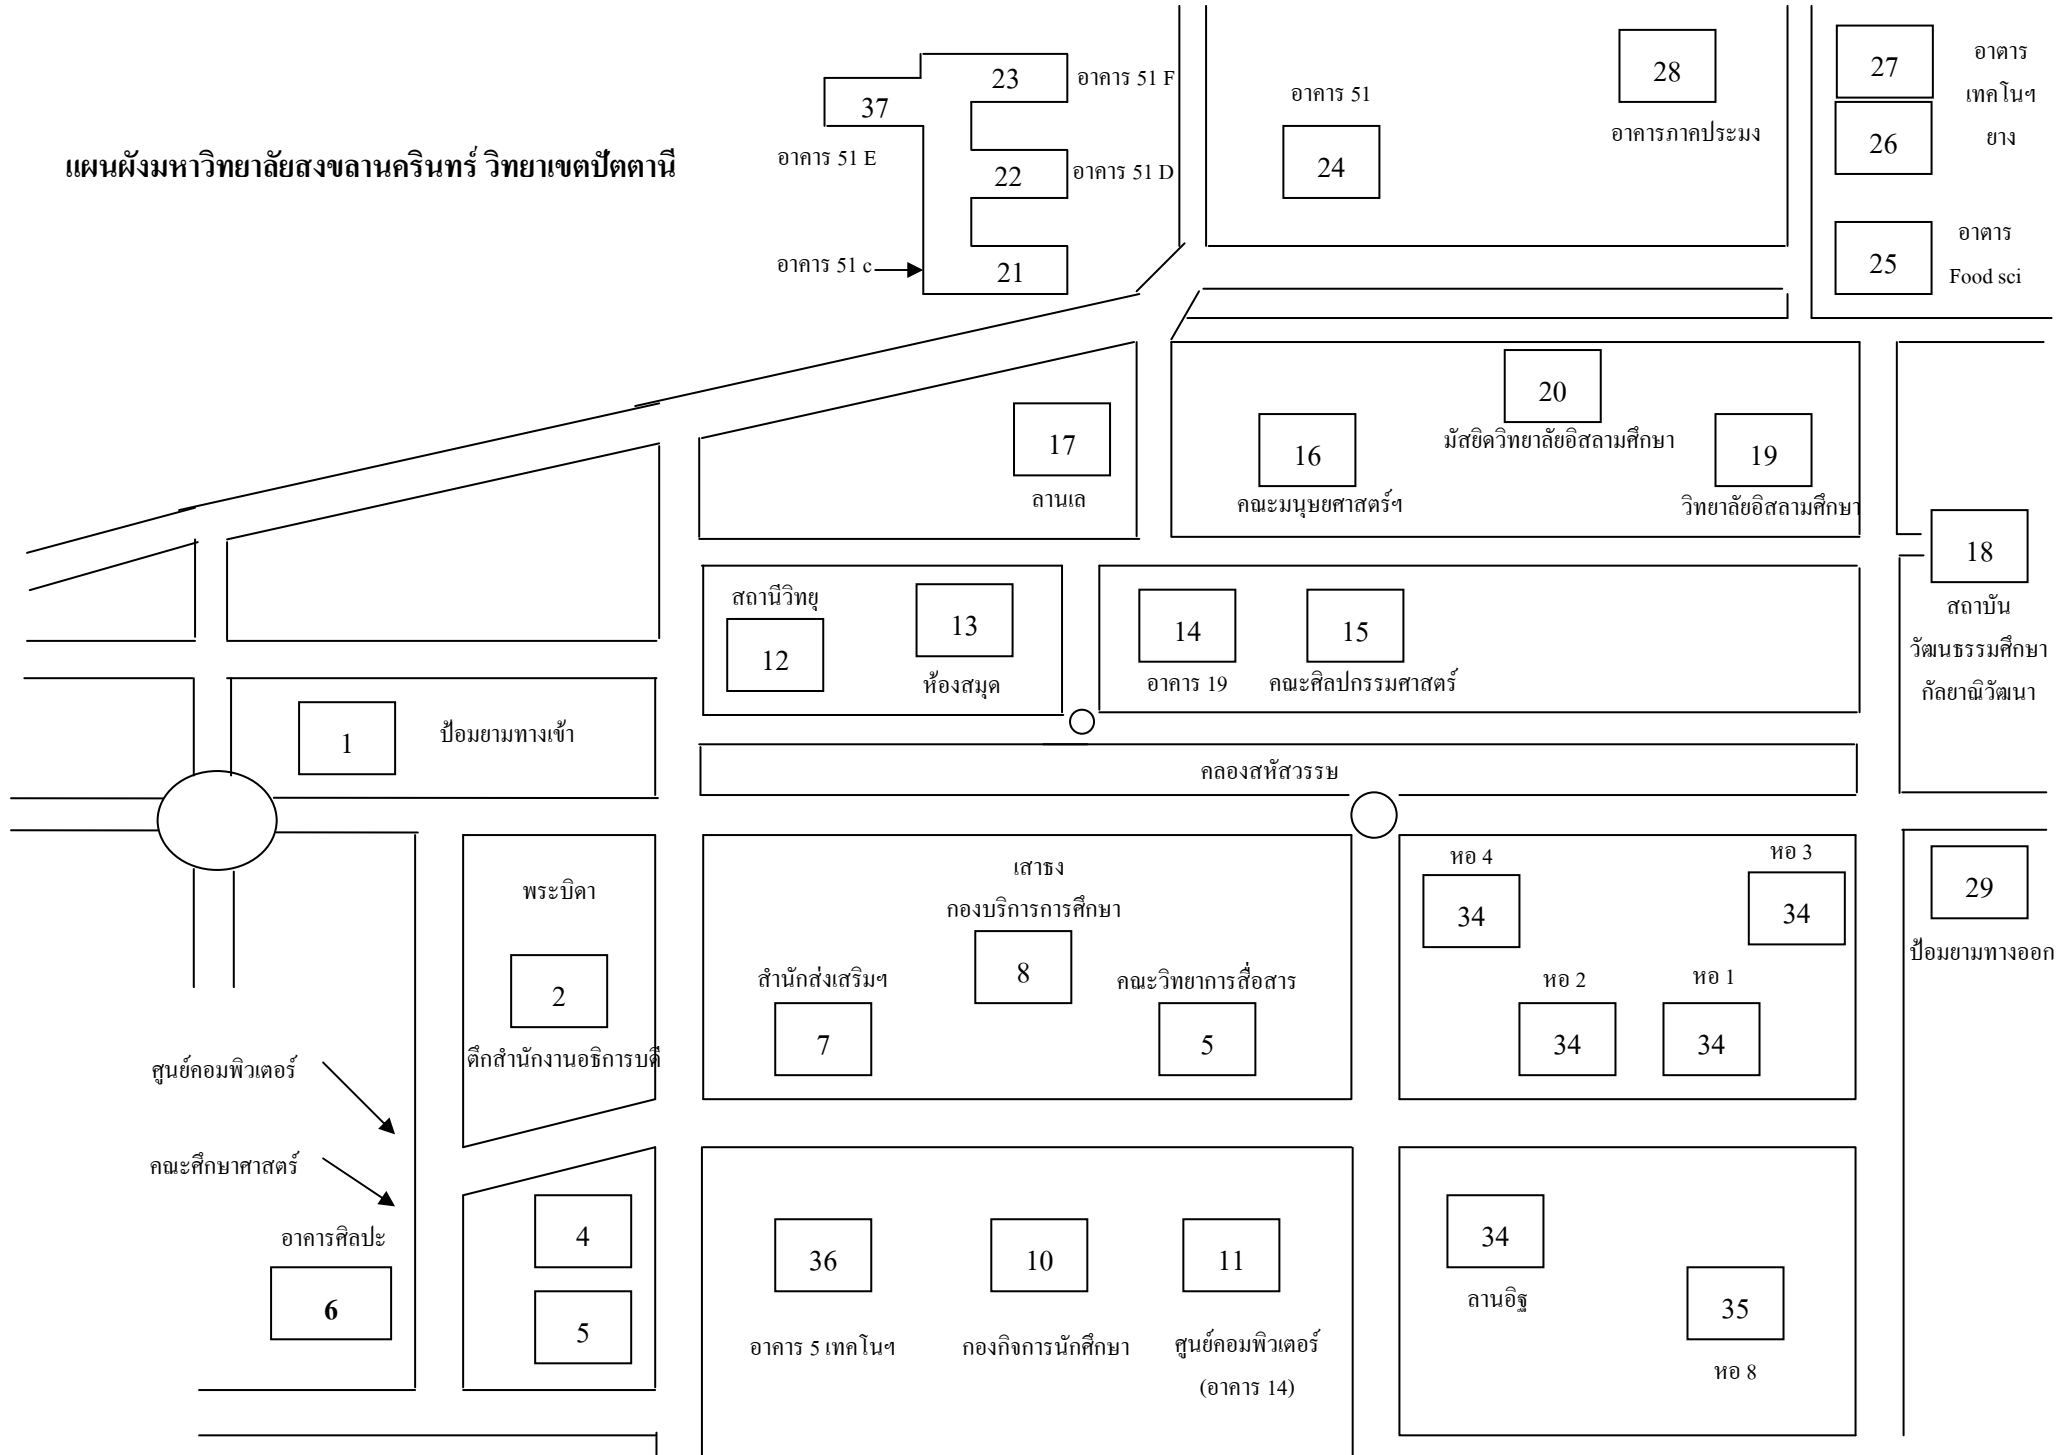 23
อาคาร 51 F
37
อาคาร 51 E
22
อาคาร 51 D
อาคาร 51 c
21
แผนผังมหาวิทยาลัยสงขลานครินทร์ วิทยาเขตปัตตานี
อาคาร 51
24
28
อาคารภาคประมง
27
26
อาตาร
เทคโนฯ
ยาง
25
อาตาร
Food sci
17
ลานเล
16
คณะมนุษยศาสตร์ฯ
20
มัสยิดวิทยาลัยอิสลามศึกษา
19
วิทยาลัยอิสลามศึกษา
18
สถาบัน
วัฒนธรรมศึกษา
กัลยาณิวัฒนา
สถานีวิทยุ
12
13
ห้องสมุด
14
อาคาร 19
15
คณะศิลปกรรมศาสตร์
1
ป้อมยามทางเข้า
คลองสหัสวรรษ
พระบิดา
2
ตึกสำนักงานอธิการบดี
เสาธง
กองบริการการศึกษา
8
สำนักส่งเสริมฯ
7
คณะวิทยาการสื่อสาร
5
หอ 4
34
หอ 3
34
หอ 2
34
หอ 1
34
29
ป้อมยามทางออก
ศูนย์คอมพิวเตอร์
คณะศึกษาศาสตร์
อาคารศิลปะ
6
4
5
36
อาคาร 5 เทคโนฯ
10
กองกิจการนักศึกษา
11
ศูนย์คอมพิวเตอร์
(อาคาร 14)
34
ลานอิฐ
35
หอ 8